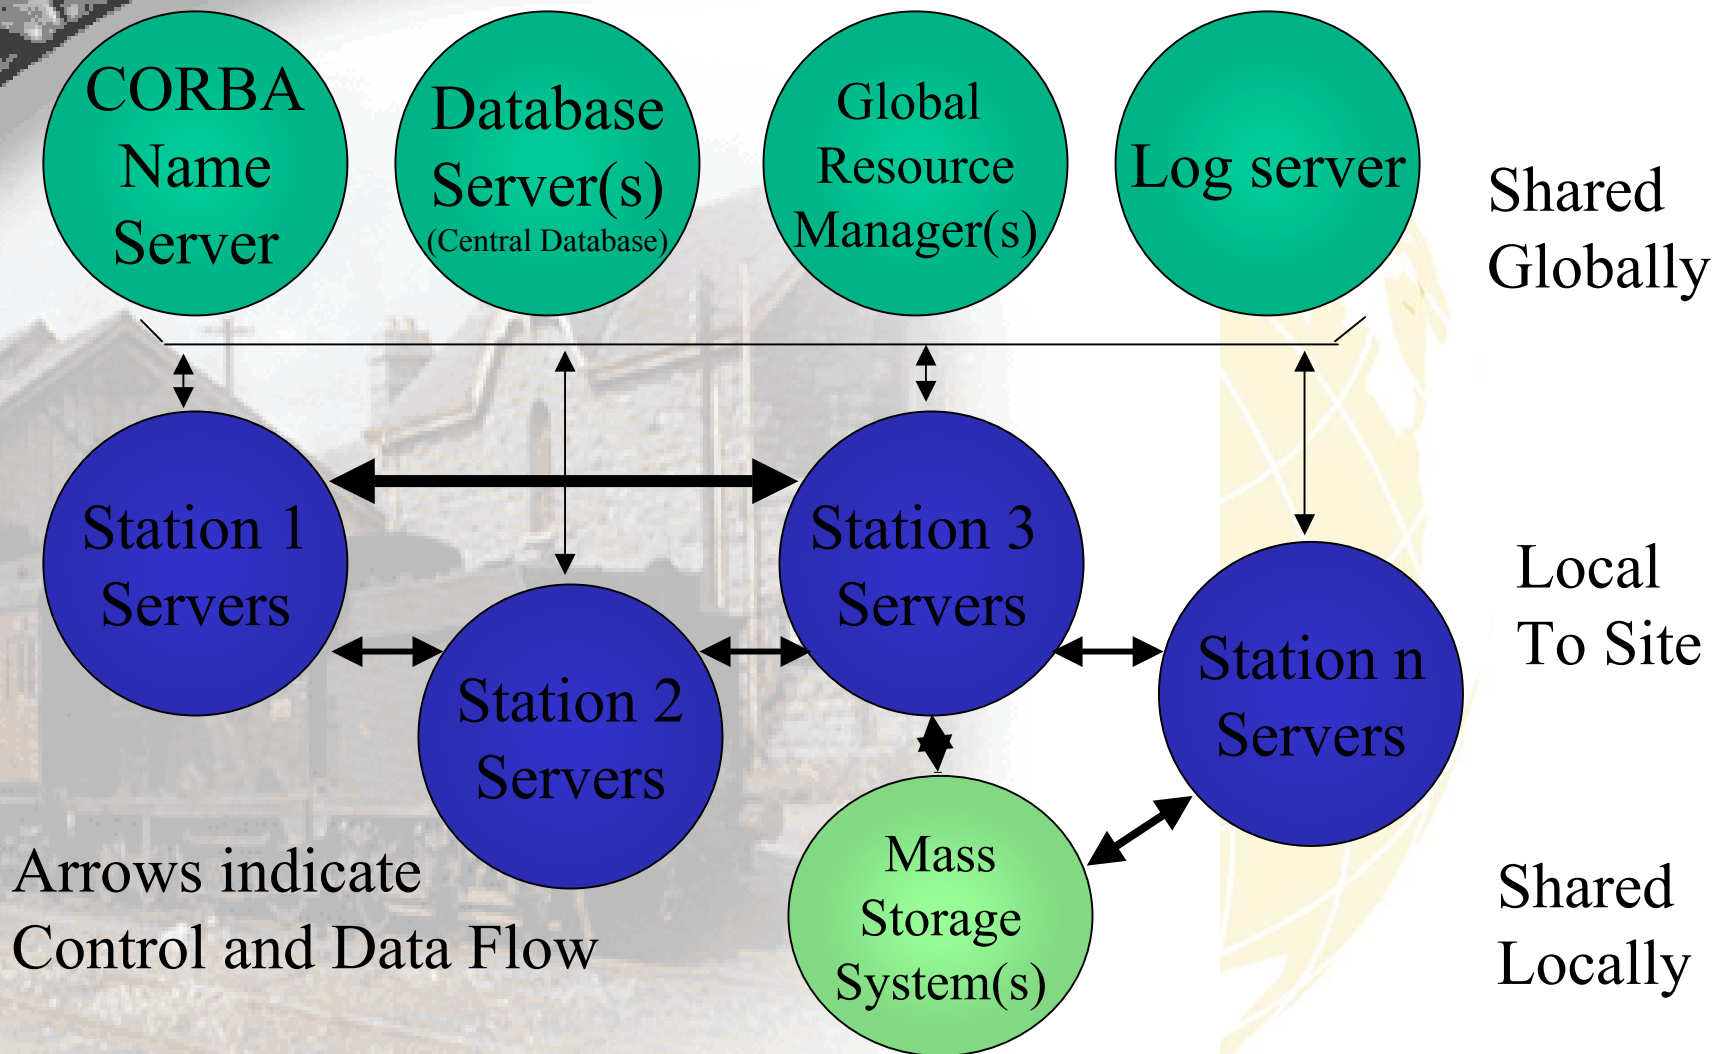 CORBA
Name
Server
Database
Server(s)
(Central Database)
Global
Resource
Manager(s)
Log server
Shared
Globally
Station 1
Servers
Station 2
Servers
Station 3
Servers
Station n
Servers
Local
To Site
Arrows indicate
Control and Data Flow
Mass
Storage
System(s)
Shared
Locally